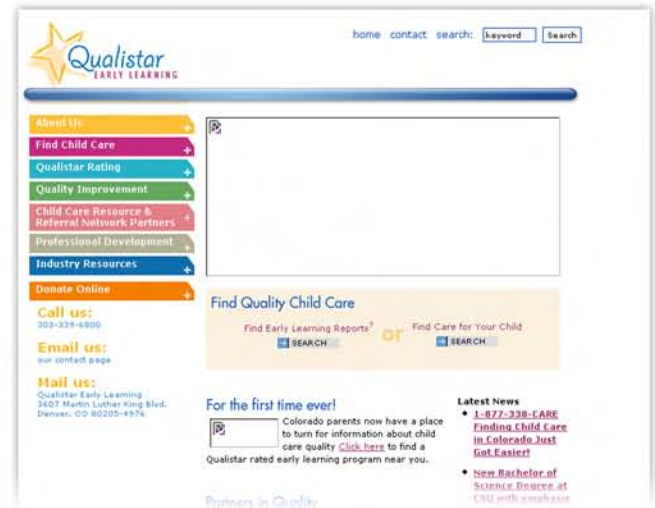 home contact search: keyword Search
Qualistar
EARLY LEARNING
About Us
Find Child Care
Qualistar Rating
Quality Improvement
Child Care Resource &
Referral Network Partners
Professional Development
Industry Resources
Donate Online
Call us:
303-339-6800
Email us:
our contact page
Mail us:
Qualistar Early Learning
3607 Martin Luther King Blvd.
Denver, CO 80205-4976
Find Quality Child Care
Find Early Learning Reports?
SEARCH
or
Find Care for Your Child
SEARCH
For the first time ever!
Colorado parents now have a place
to turn for information about child
care quality Click here to find a
Qualistar rated early learning program near you.
Partners in Quality
Latest News
1-877-338-CARE
Finding Child Care
in Colorado Just
Got Easier!
New Bachelor of
Science Degree at
CSU with emphasis